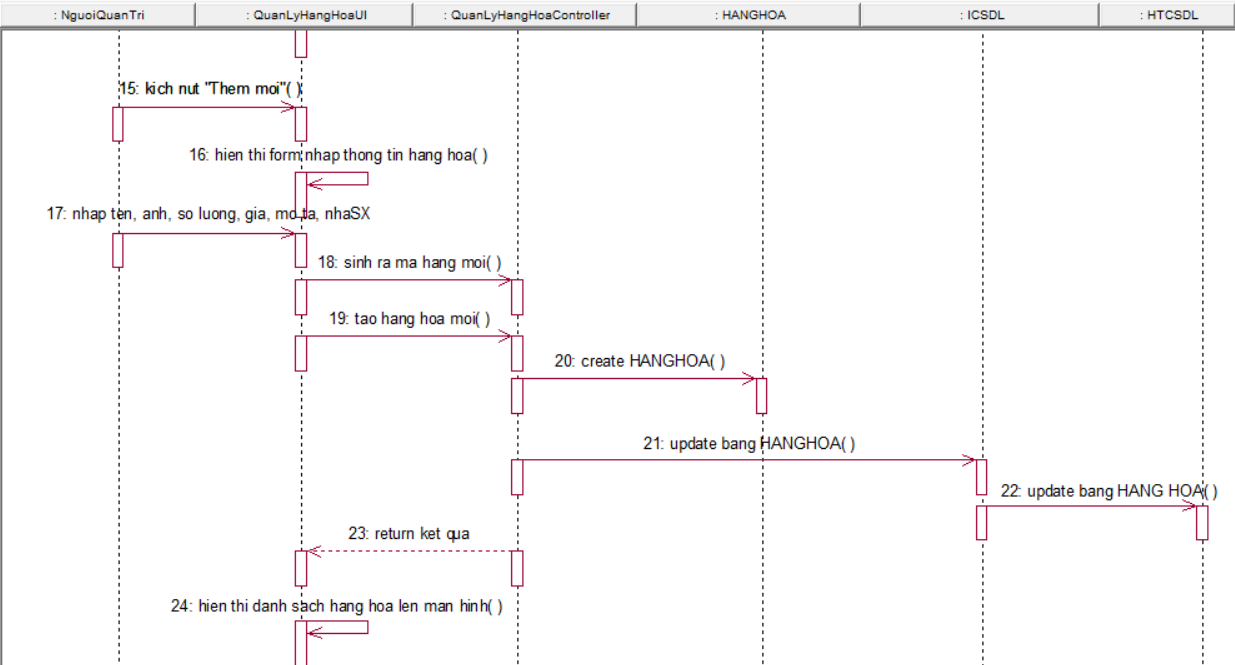 : NguoiQuanTri
: QuanLyHangHoaUI
: QuanLyHangHoaController
: HANGHOA
: ICSDL
: HTCSDL
15: kich nut "Them moi"( )
16: hien thi form nhap thong tin hang hoa( )
17: nhap ten, anh, so luong, gia, mo ta, nhaSX
18: sinh ra ma hang moi( )
19: tao hang hoa moi( )
20: create HANGHOA( )
21: update bang HANGHOA( )
22: update bang HANG HOA( )
23: return ket qua
24: hien thi danh sach hang hoa len man hinh( )